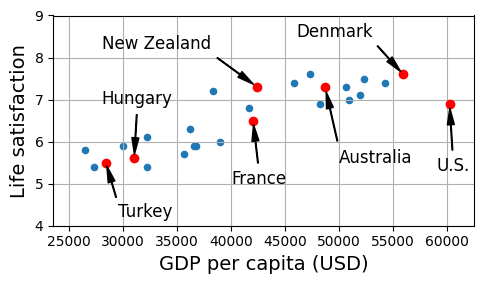 9
8
7
6
5
4
Life satisfaction
Denmark
New Zealand
Hungary
Australia
U.S.
France
Turkey
25000 30000 35000 40000 45000 50000 55000 60000
GDP per capita (USD)